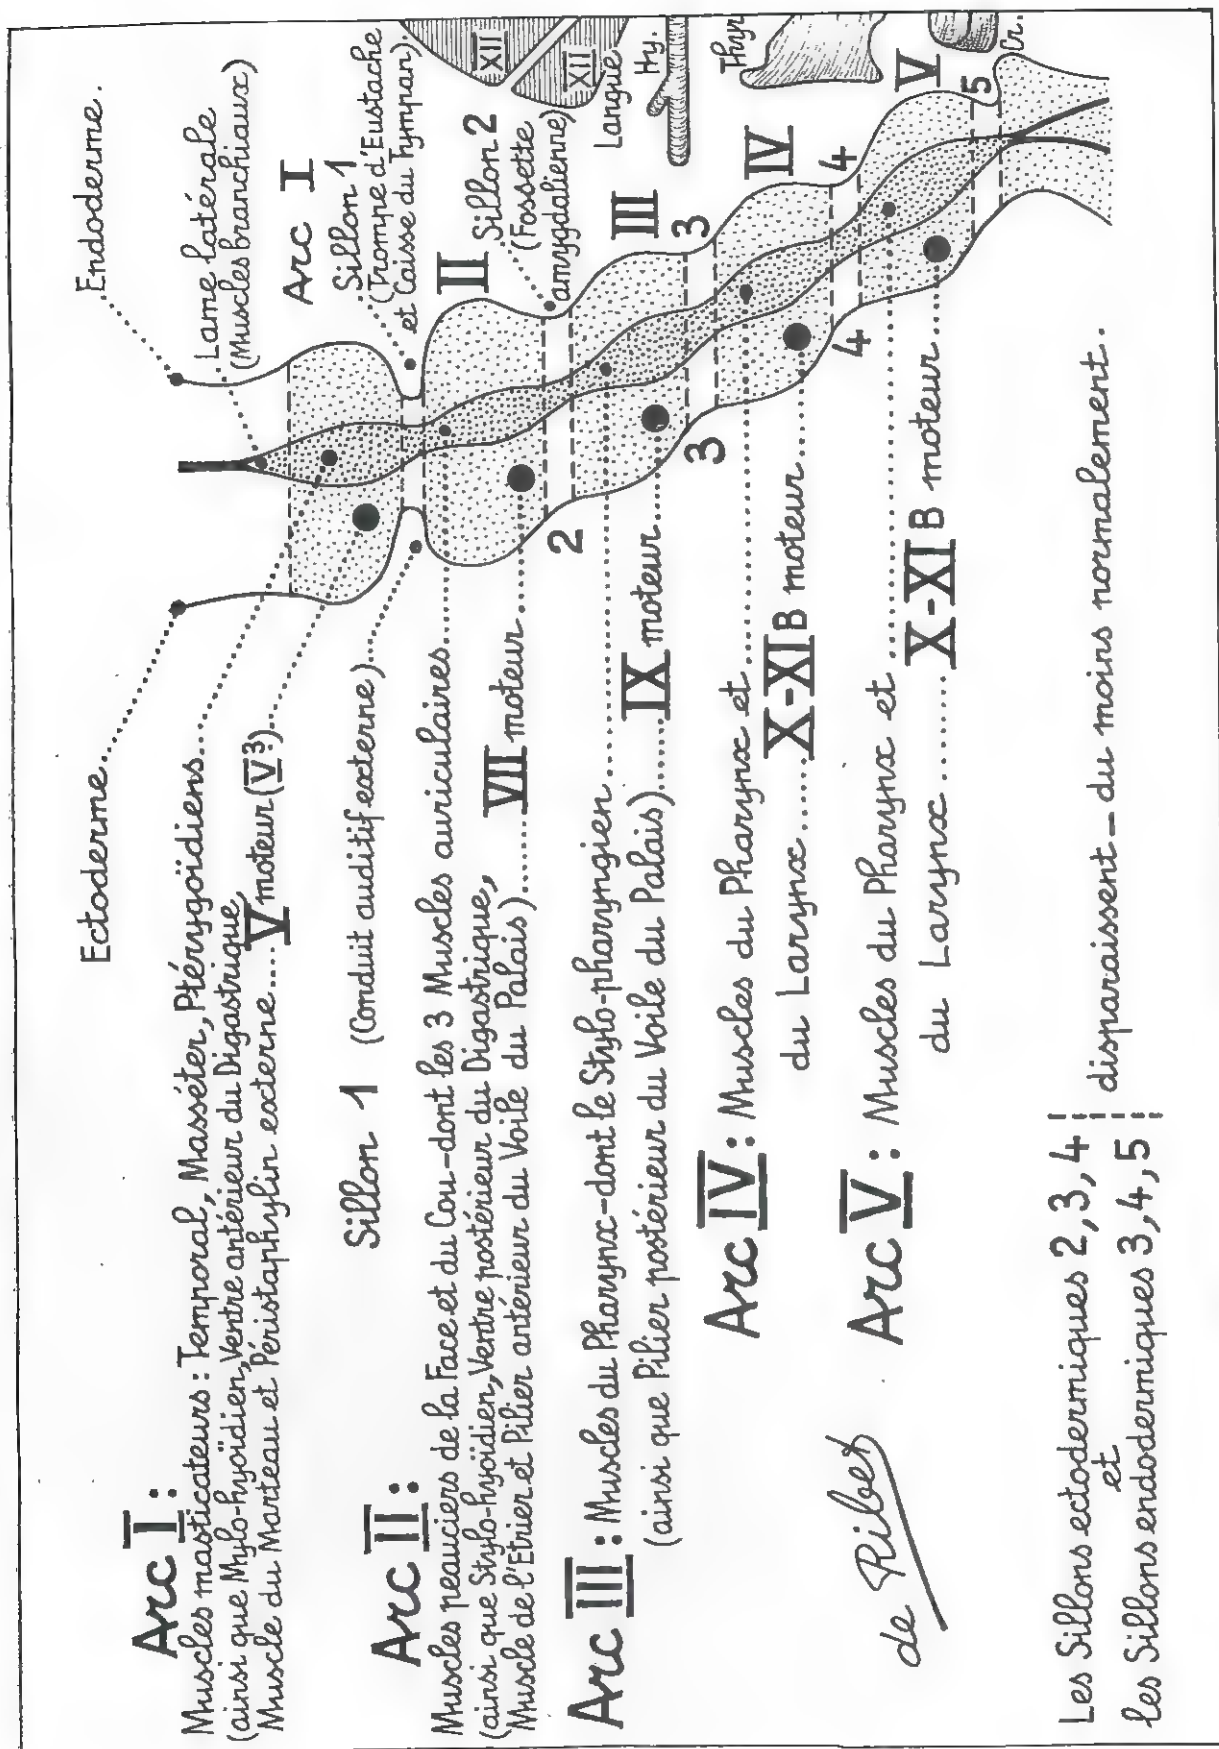 Ectoderme
Endoderme.
Lame latérale
(Muscles branchiaux)
Arc I :
Muscles masticateurs : Temporal, Masséter, Ptérygoïdiens
(ainsi que Mylo-hyoïdien, Ventre antérieur du Digastrique,
Muscle du Marteau et Péristaphylin externe.... V moteur (V3)
Arc I
Sillon 1 (Conduit auditif externe)
Sillon 1
(Trompe d'Eustache
et Caisse du Tympan).
Arc II :
Muscles peauciers de la Face et du Cou - dont les 3 Muscles auriculaires
(ainsi que Stylo-hyoïdien, Ventre postérieur du Digastrique,
Muscle de l'Etrier et Pilier antérieur du Voile du Palais)...... VII moteur
II
Sillon 2
(Fossette
amygdalienne)
2
XII
XII
Langue
Arc III : Muscles du Pharynx - dont le Stylo-pharyngien
(ainsi que Pilier postérieur du Voile du Palais)...... IX moteur
III
Hy.
3
3
Arc IV : Muscles du Pharynx et
du Larynx...... X-XI B moteur
IV
Thyr
4
4
Arc V : Muscles du Pharynx et
du Larynx........ X-XI B moteur
V
5
Cr.
de Ribet
Les Sillons ectodermiques 2, 3, 4
et
les Sillons endodermiques 3, 4, 5
disparaissent - du moins normalement.